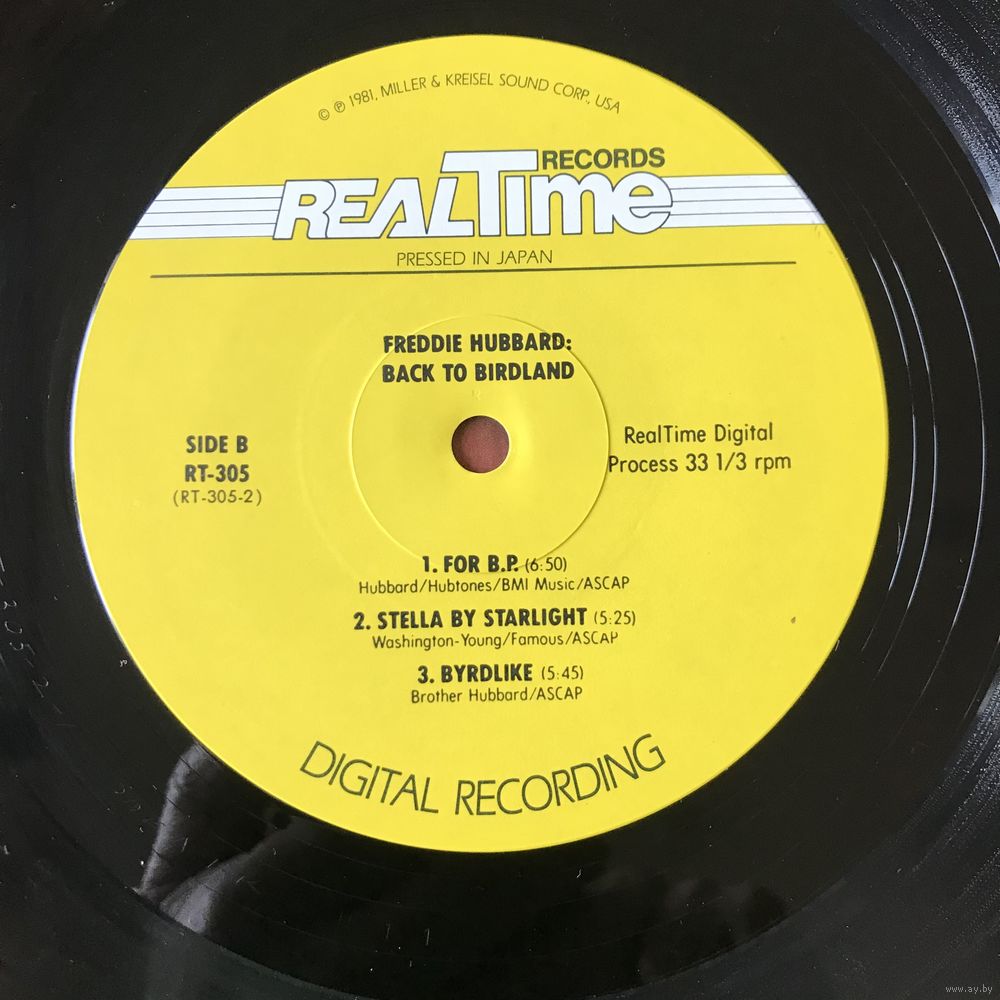 © ℗ 1981, MILLER & KREISEL SOUND CORP., USA
RECORDS
REALTime
PRESSED IN JAPAN
FREDDIE HUBBARD:
BACK TO BIRDLAND
SIDE B
RT-305
(RT-305-2)
RealTime Digital
Process 33 1/3 rpm
1. FOR B.P. (6:50)
Hubbard/Hubtones/BMI Music/ASCAP
2. STELLA BY STARLIGHT (5:25)
Washington-Young/Famous/ASCAP
3. BYRDLIKE (5:45)
Brother Hubbard/ASCAP
DIGITAL RECORDING
www.ay.by